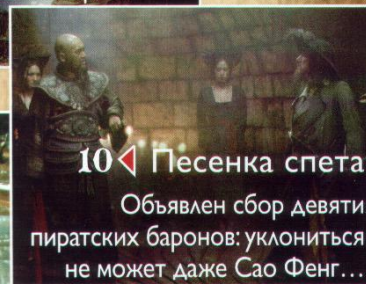 10 Песенка спета
Объявлен сбор девяти
пиратских баронов: уклониться
не может даже Сао Фенг…